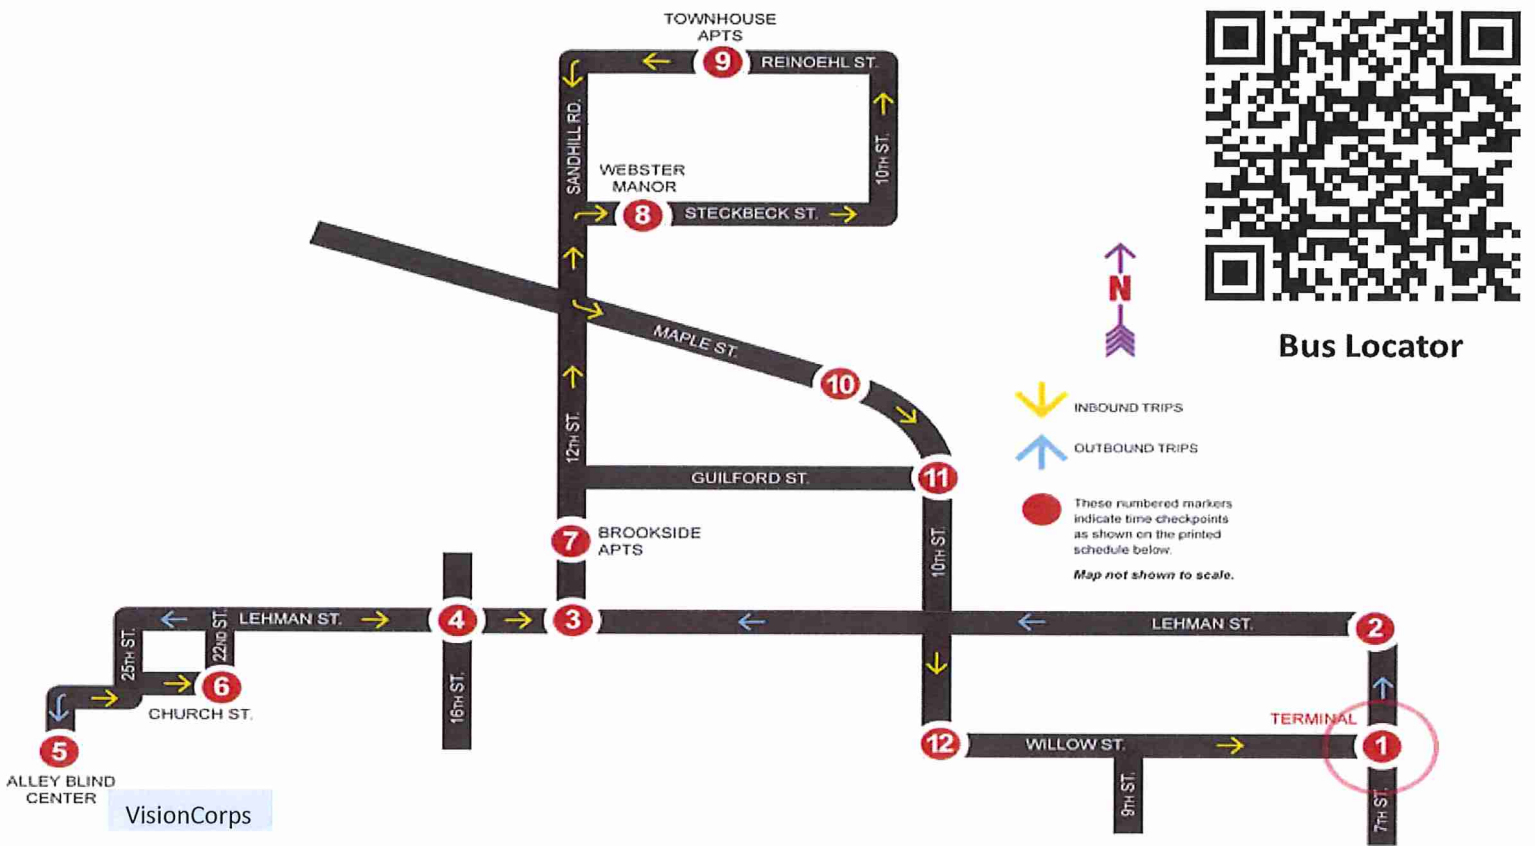 TOWNHOUSE
APTS
9
REINOEHL ST.
SANDHILL RD.
10TH ST.
WEBSTER
MANOR
8
STECKBECK ST.
N
Bus Locator
MAPLE ST.
10
12TH ST.
INBOUND TRIPS
OUTBOUND TRIPS
GUILFORD ST.
11
These numbered markers
indicate time checkpoints
as shown on the printed
schedule below.
Map not shown to scale.
7
BROOKSIDE
APTS
10TH ST.
LEHMAN ST.
4
3
LEHMAN ST.
2
25TH ST.
22ND ST.
6
CHURCH ST.
16TH ST.
TERMINAL
12
WILLOW ST.
1
5
ALLEY BLIND
CENTER
VisionCorps
9TH ST.
7TH ST.